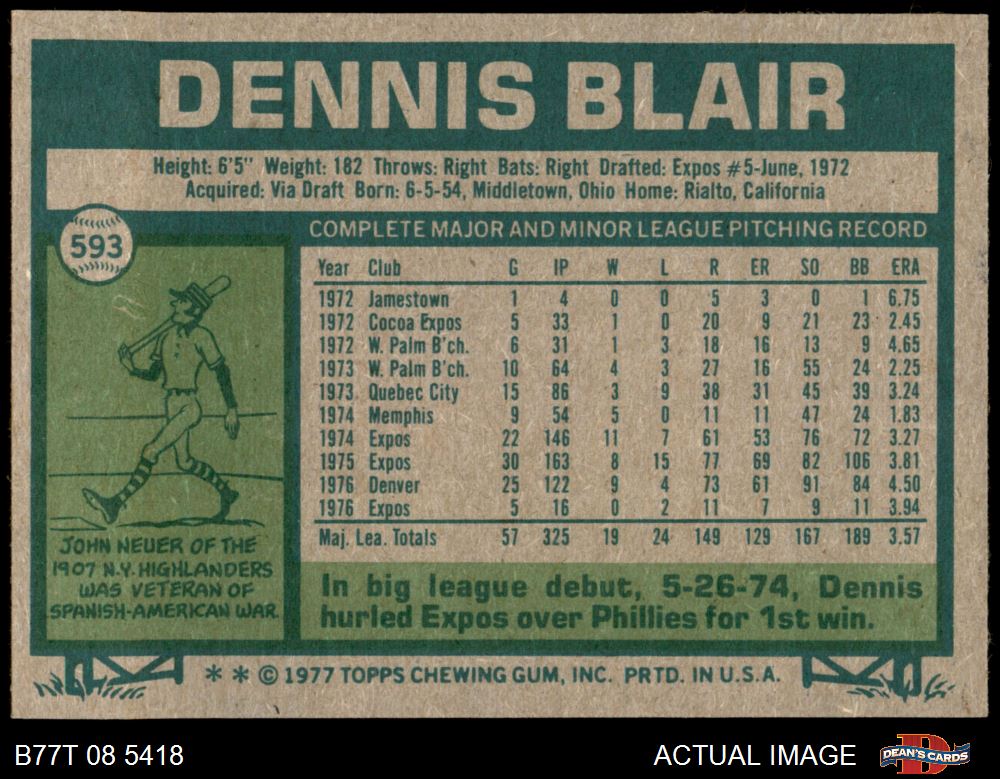 DENNIS BLAIR
Height: 6'5" Weight: 182 Throws: Right Bats: Right Drafted: Expos #5-June, 1972
Acquired: Via Draft Born: 6-5-54, Middletown, Ohio Home: Rialto, California
593
COMPLETE MAJOR AND MINOR LEAGUE PITCHING RECORD
Year Club G IP W L R ER SO BB ERA
1972 Jamestown 1 4 0 0 5 3 0 1 6.75
1972 Cocoa Expos 5 33 1 0 20 9 21 23 2.45
1972 W. Palm B'ch. 6 31 1 3 18 16 13 9 4.65
1973 W. Palm B'ch. 10 64 4 3 27 16 55 24 2.25
1973 Quebec City 15 86 3 9 38 31 45 39 3.24
1974 Memphis 9 54 5 0 11 11 47 24 1.83
1974 Expos 22 146 11 7 61 53 76 72 3.27
1975 Expos 30 163 8 15 77 69 82 106 3.81
1976 Denver 25 122 9 4 73 61 91 84 4.50
1976 Expos 5 16 0 2 11 7 9 11 3.94
Maj. Lea. Totals 57 325 19 24 149 129 167 189 3.57
JOHN NEUER OF THE
1907 N.Y. HIGHLANDERS
WAS VETERAN OF
SPANISH-AMERICAN WAR.
In big league debut, 5-26-74, Dennis
hurled Expos over Phillies for 1st win.
* * © 1977 TOPPS CHEWING GUM, INC. PRTD. IN U.S.A.
B77T 08 5418
ACTUAL IMAGE
D
DEAN'S CARDS